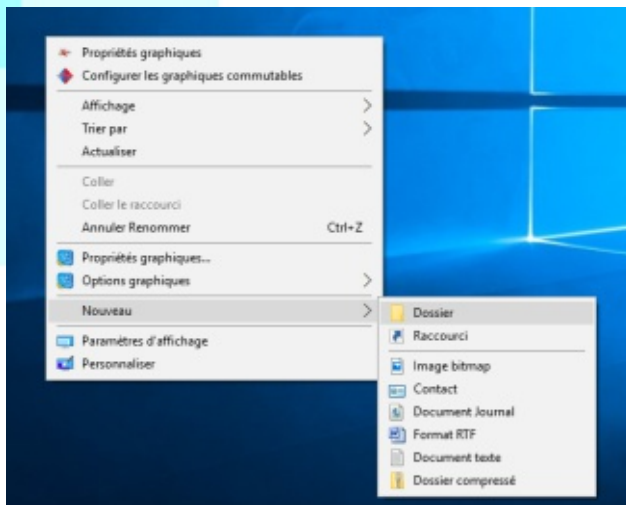 Propriétés graphiques
Configurer les graphiques commutables
Affichage
Trier par
Actualiser
Coller
Coller le raccourci
Annuler Renommer Ctrl+Z
Propriétés graphiques...
Options graphiques
Nouveau
Paramètres d'affichage
Personnaliser
Dossier
Raccourci
Image bitmap
Contact
Document Journal
Format RTF
Document texte
Dossier compressé